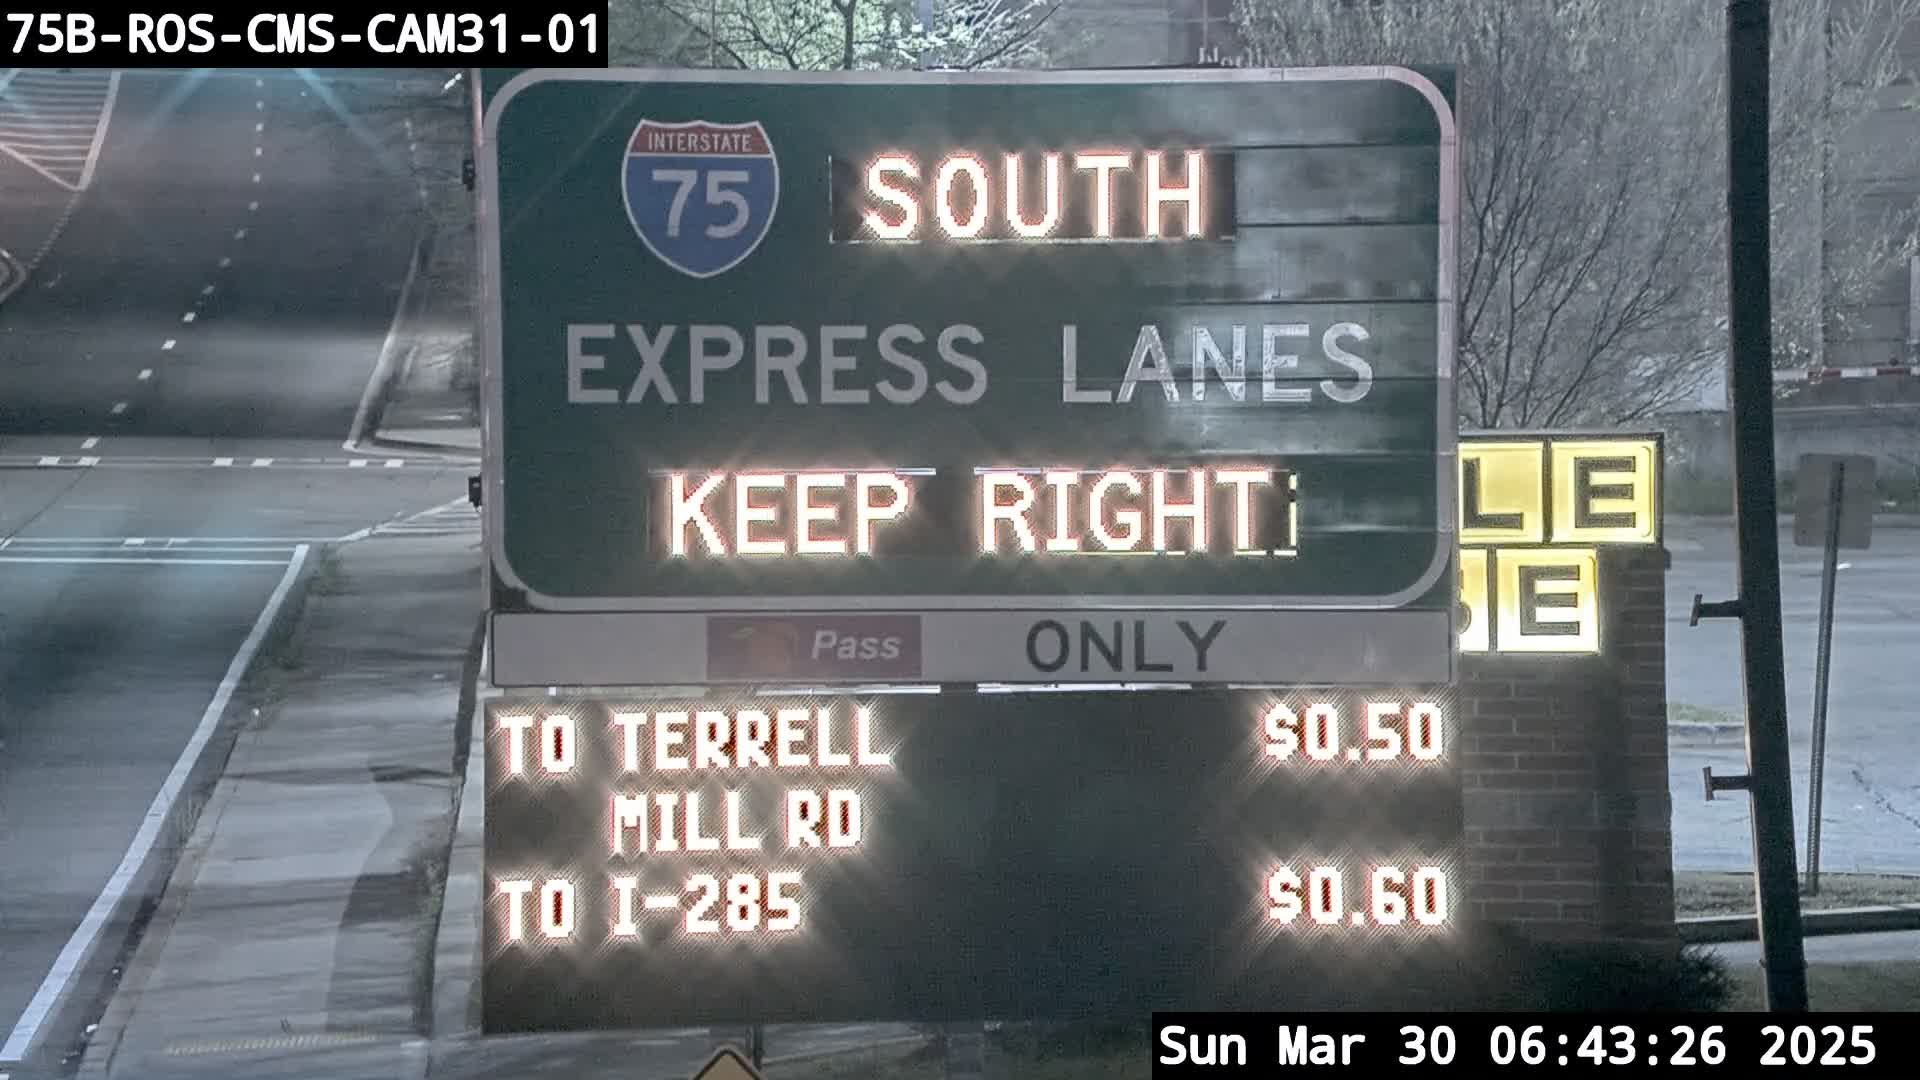 75B-ROS-CMS-CAM31-01
INTERSTATE
75
SOUTH
EXPRESS LANES
KEEP RIGHT
Pass ONLY
TO TERRELL $0.50
MILL RD
TO I-285 $0.60
LE
E
Sun Mar 30 06:43:26 2025